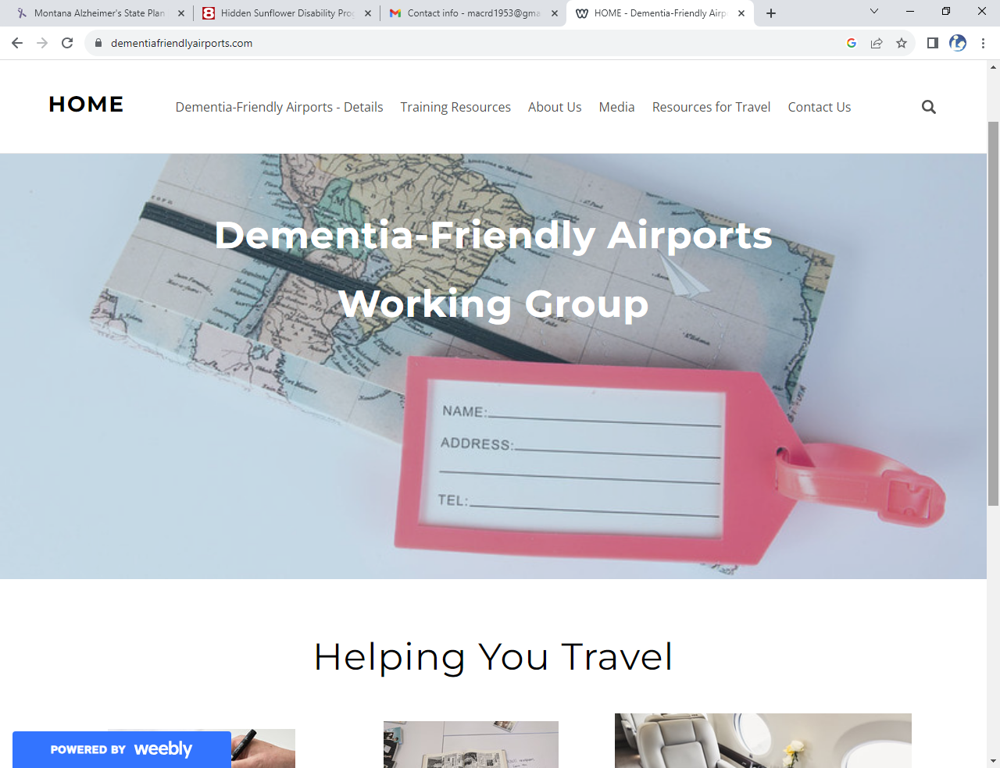 Montana Alzheimer's State Plan
Hidden Sunflower Disability Prog
Contact info - macrd1953@gma
HOME - Dementia-Friendly Airp
dementiafriendlyairports.com
HOME
Dementia-Friendly Airports - Details
Training Resources
About Us
Media
Resources for Travel
Contact Us
Dementia-Friendly Airports
Working Group
NAME:
ADDRESS:
TEL:
Helping You Travel
POWERED BY weebly